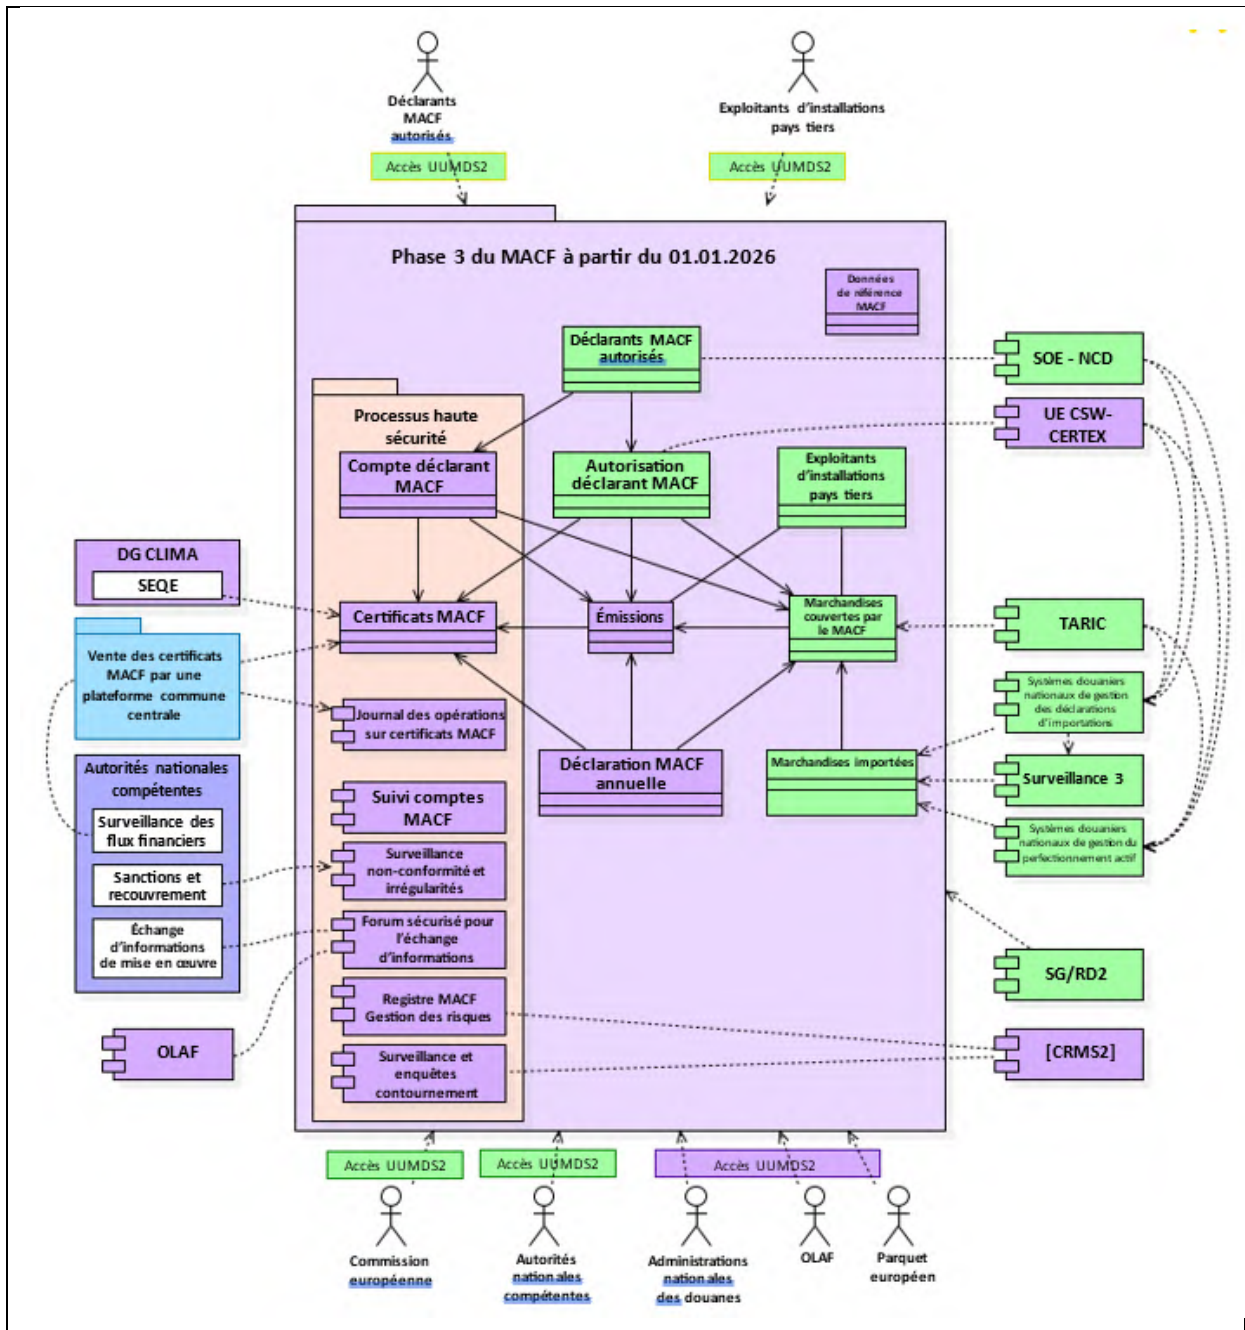 Déclarants
MACF
autorisés
Exploitants d'installations
pays tiers
Accès UUMDS2
Accès UUMDS2
Phase 3 du MACF à partir du 01.01.2026
Données
de référence
MACF
Déclarants MACF
autorisés
SOE - NCD
UE CSW-
CERTEX
Processus haute
sécurité
Compte déclarant
MACF
Autorisation
déclarant MACF
Exploitants
d'installations
pays tiers
DG CLIMA
SEQE
Certificats MACF
Émissions
Marchandises
couvertes par
le MACF
TARIC
Vente des certificats
MACF par une
plateforme commune
centrale
Journal des opérations
sur certificats MACF
Systèmes douaniers
nationaux de gestion
des déclarations
d'importations
Autorités nationales
compétentes
Surveillance des
flux financiers
Sanctions et
recouvrement
Échange
d'informations
de mise en œuvre
Déclaration MACF
annuelle
Marchandises importées
Surveillance 3
Suivi comptes
MACF
Systèmes douaniers
nationaux de gestion du
perfectionnement actif
Surveillance
non-conformité et
irrégularités
Forum sécurisé pour
l'échange
d'informations
SG/RD2
Registre MACF
Gestion des risques
OLAF
Surveillance et
enquêtes
contournement
[CRMS2]
Accès UUMDS2
Accès UUMDS2
Accès UUMDS2
Commission
européenne
Autorités
nationales
compétentes
Administrations
nationales
des douanes
OLAF
Parquet
européen